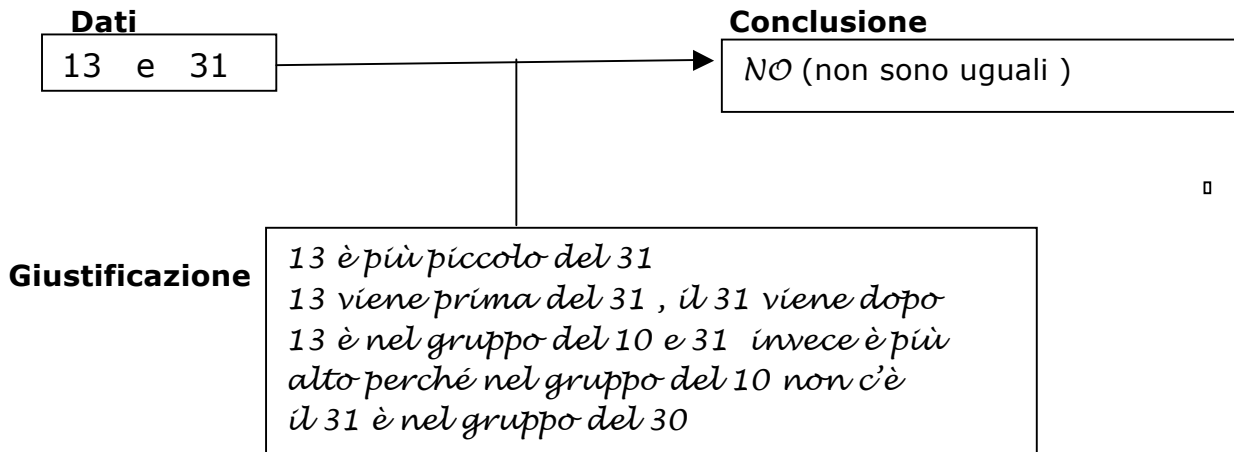 Dati
Conclusione
13 e 31
NO (non sono uguali )
Giustificazione
13 è più piccolo del 31
13 viene prima del 31 , il 31 viene dopo
13 è nel gruppo del 10 e 31 invece è più
alto perché nel gruppo del 10 non c'è
il 31 è nel gruppo del 30